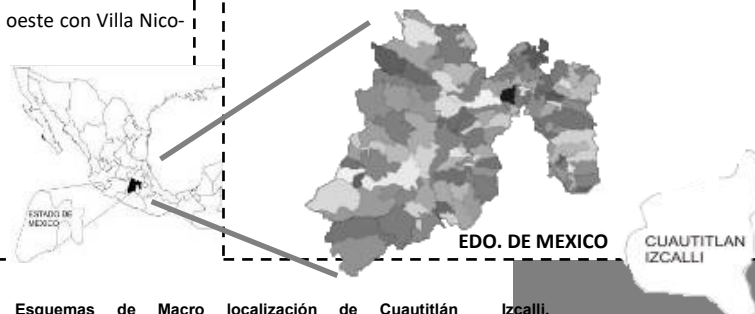 oeste con Villa Nico-
ESTADO DE
MEXICO
EDO. DE MEXICO
CUAUTITLAN
IZCALLI
Esquemas de Macro localización de Cuautitlán Izcalli.